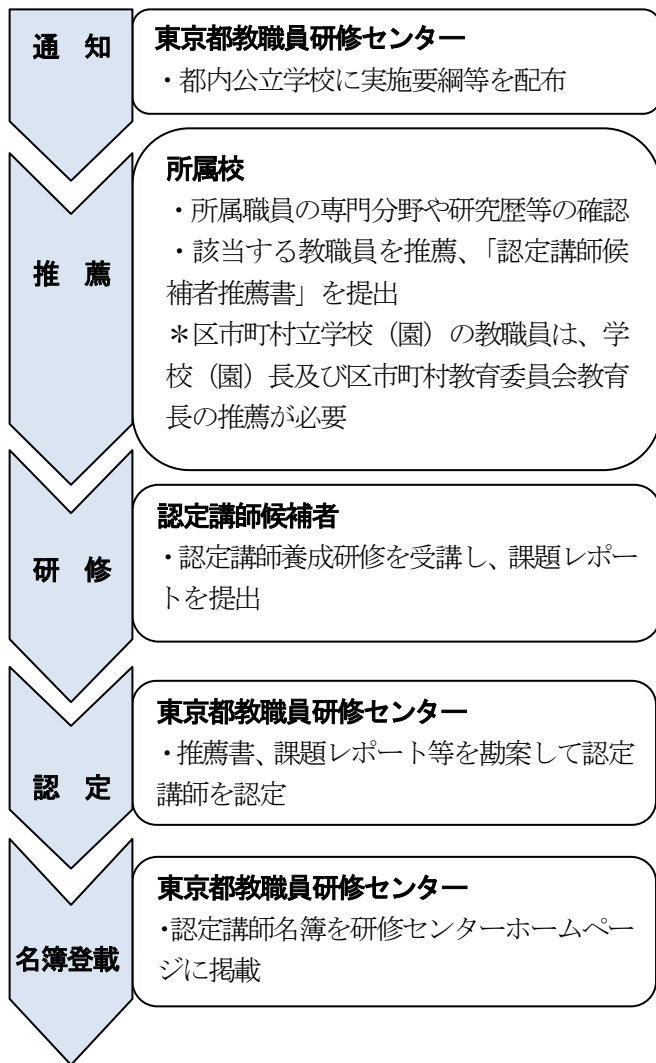 通　知
東京都教職員研修センター
・都内公立学校に実施要綱等を配布
推　薦
所属校
・所属職員の専門分野や研究歴等の確認
・該当する教職員を推薦、「認定講師候
補者推薦書」を提出
＊区市町村立学校（園）の教職員は、学
校（園）長及び区市町村教育委員会教育
長の推薦が必要
研　修
認定講師候補者
・認定講師養成研修を受講し、課題レポー
トを提出
認　定
東京都教職員研修センター
・推薦書、課題レポート等を勘案して認定
講師を認定
名簿登載
東京都教職員研修センター
・認定講師名簿を研修センターホームペー
ジに掲載